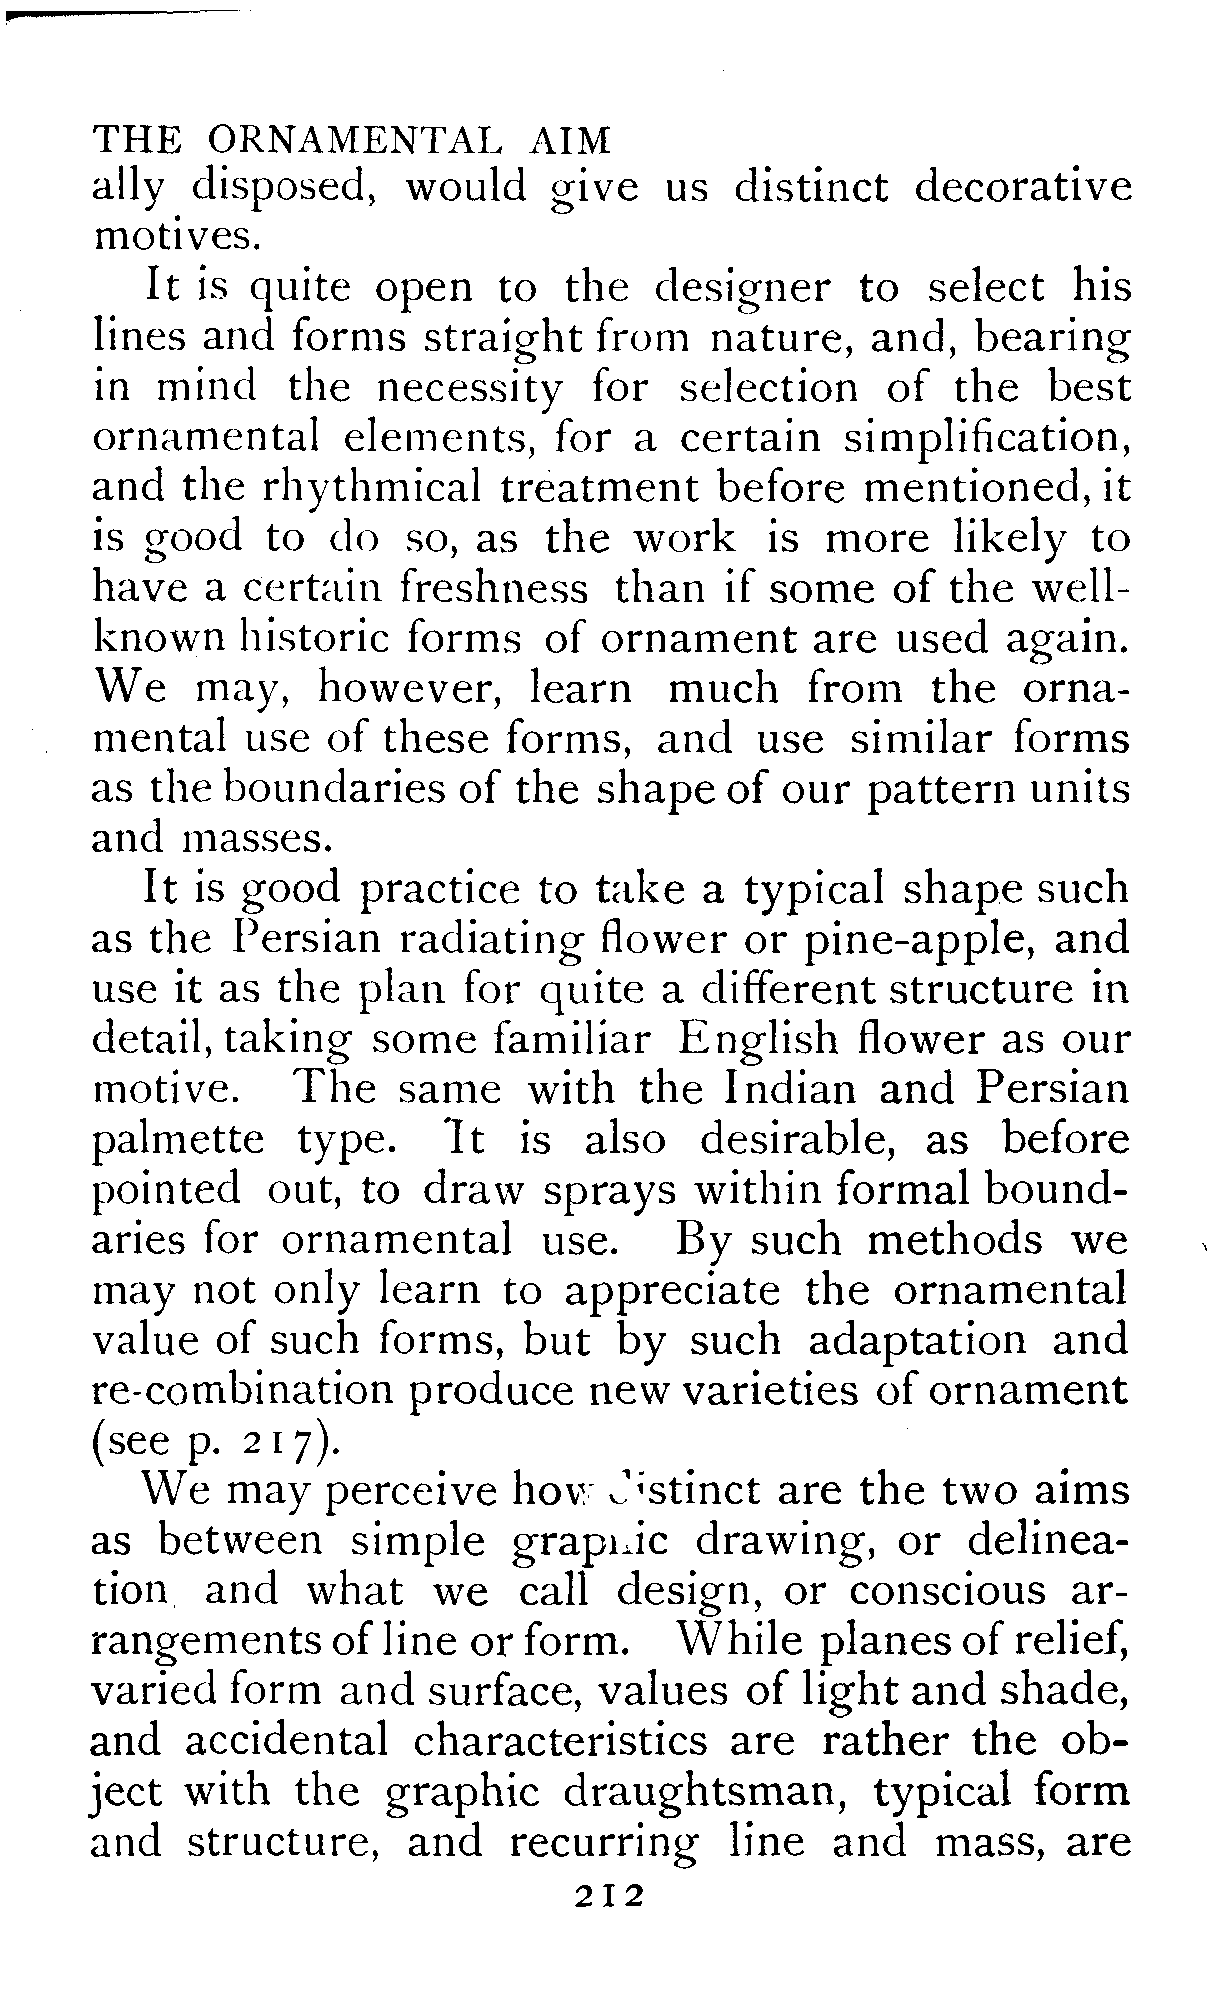 THE ORNAMENTAL AIM
ally disposed, would give us distinct decorative
motives.
It is quite open to the designer to select his
lines and forms straight from nature, and, bearing
in mind the necessity for selection of the best
ornamental elements, for a certain simplification,
and the rhythmical treatment before mentioned, it
is good to do so, as the work is more likely to
have a certain freshness than if some of the well-
known historic forms of ornament are used again.
We may, however, learn much from the orna-
mental use of these forms, and use similar forms
as the boundaries of the shape of our pattern units
and masses.
It is good practice to take a typical shape such
as the Persian radiating flower or pine-apple, and
use it as the plan for quite a different structure in
detail, taking some familiar English flower as our
motive. The same with the Indian and Persian
palmette type. It is also desirable, as before
pointed out, to draw sprays within formal bound-
aries for ornamental use. By such methods we
may not only learn to appreciate the ornamental
value of such forms, but by such adaptation and
re-combination produce new varieties of ornament
(see p. 217).
We may perceive how distinct are the two aims
as between simple graphic drawing, or delinea-
tion and what we call design, or conscious ar-
rangements of line or form. While planes of relief,
varied form and surface, values of light and shade,
and accidental characteristics are rather the ob-
ject with the graphic draughtsman, typical form
and structure, and recurring line and mass, are
212